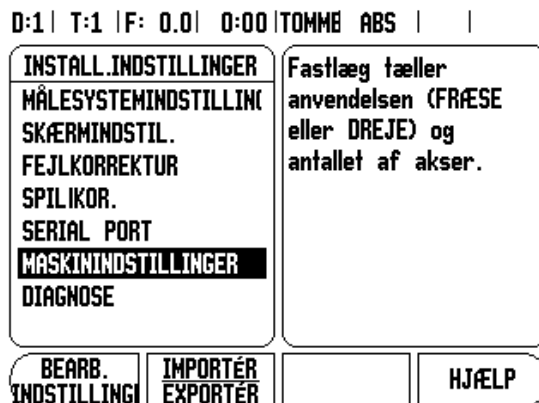 D:1 | T:1 | F: 0.0 | 0:00 | TOMME ABS | |
INSTALL.INDSTILLINGER
MÅLESYSTEMINDSTILLIN(
SKÆRMINDSTIL.
FEJLKORREKTUR
SPILIKOR.
SERIAL PORT
MASKININDSTILLINGER
DIAGNOSE
Fastlæg tæller
anvendelsen (FRÆSE
eller DREJE) og
antallet af akser.
BEARB.
INDSTILLINGI
IMPORTÉR
EXPORTÉR
HJÆLP